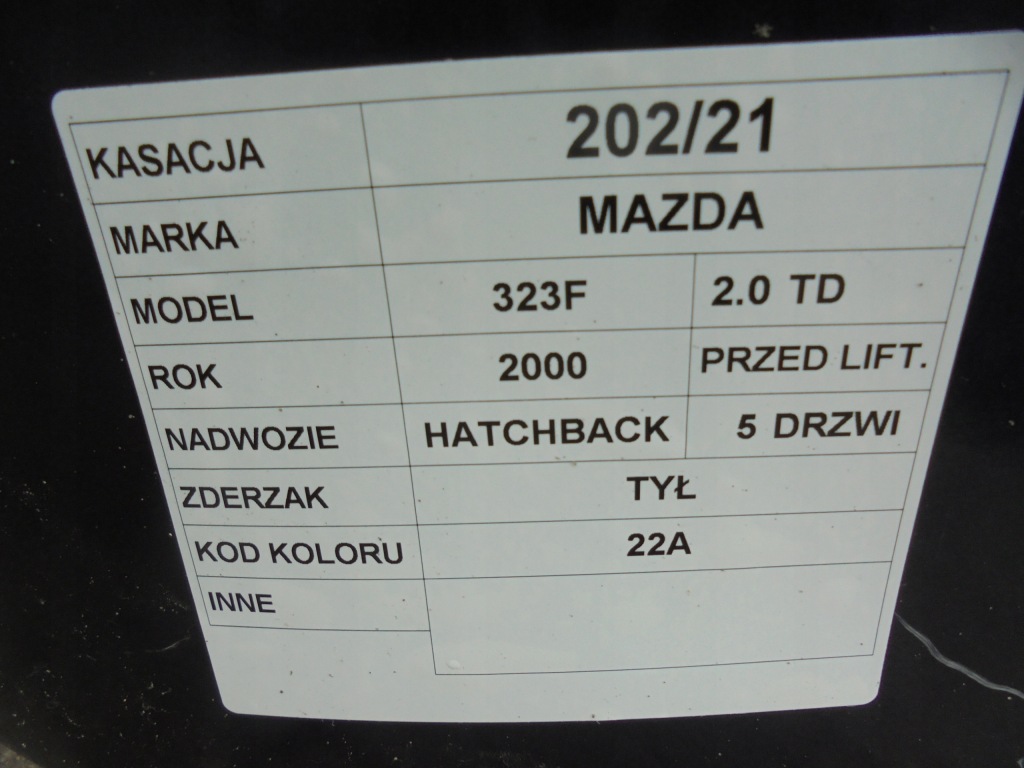 KASACJA 202/21
MARKA MAZDA
MODEL 323F 2.0 TD
ROK 2000 PRZED LIFT.
NADWOZIE HATCHBACK 5 DRZWI
ZDERZAK TYŁ
KOD KOLORU 22A
INNE